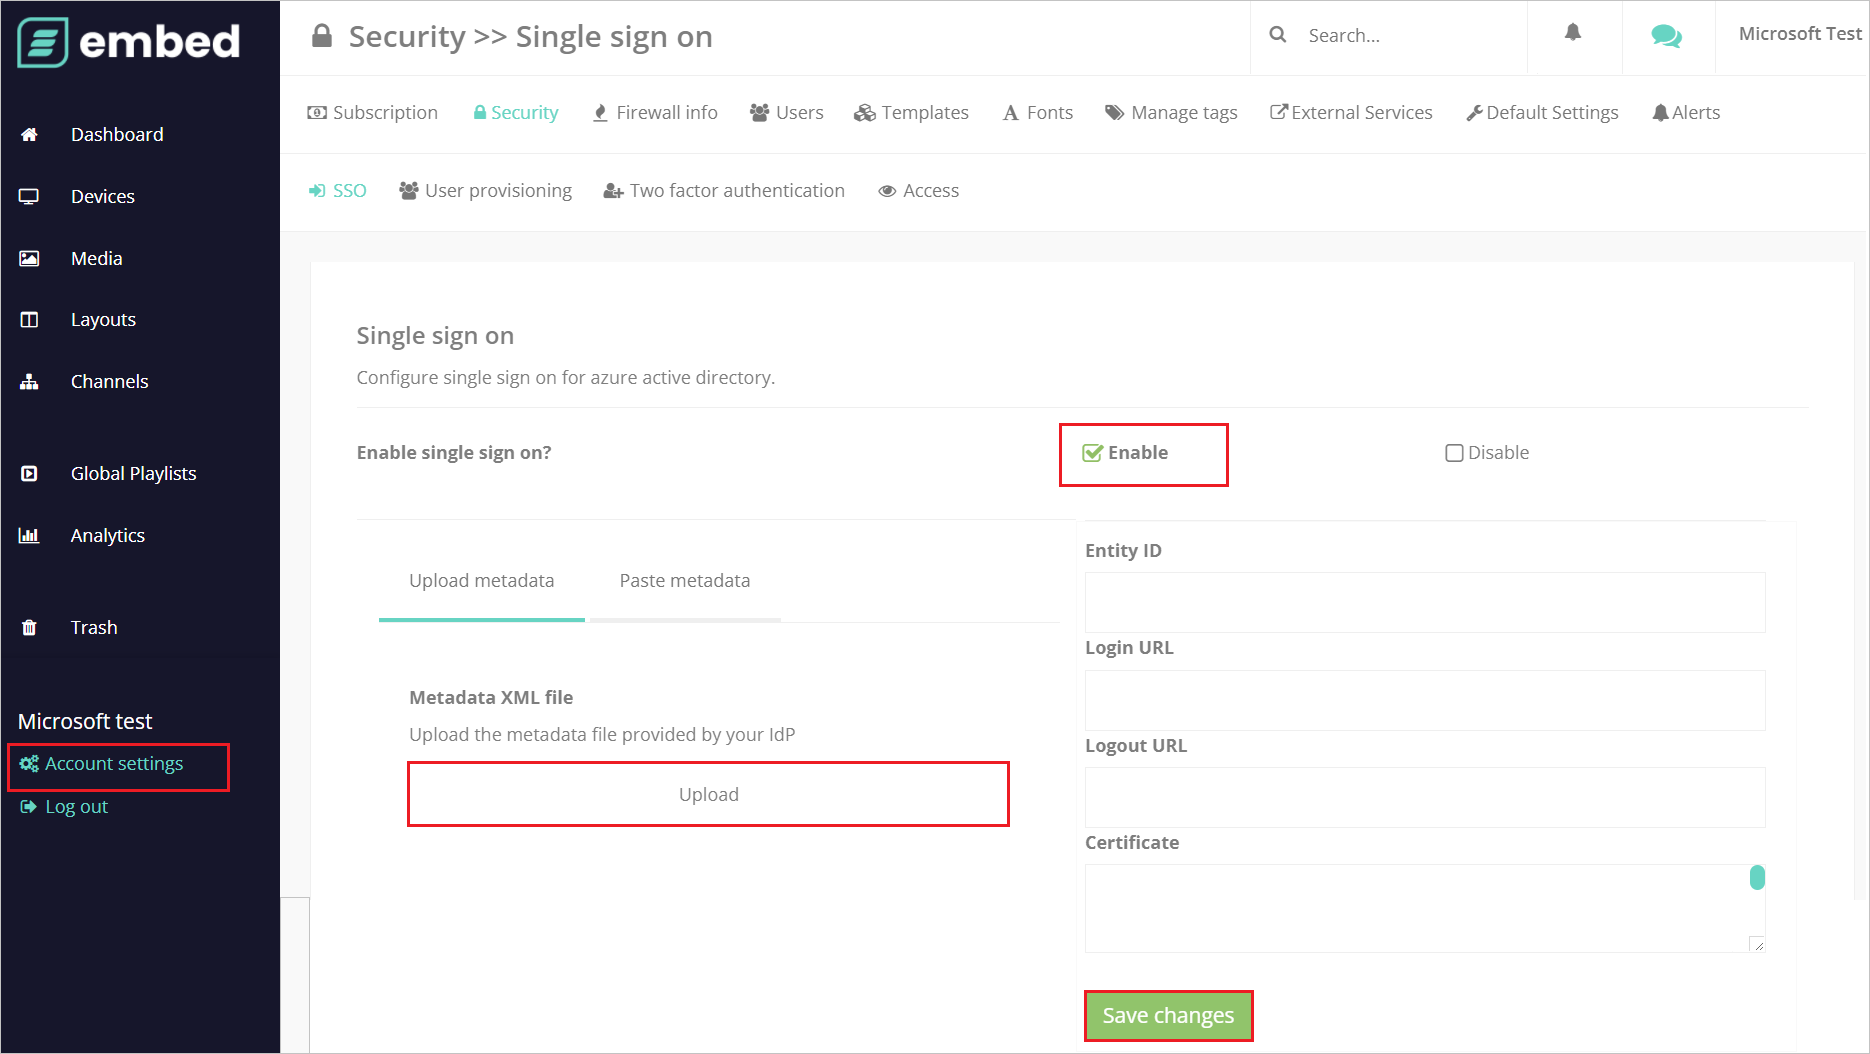 embed
Security >> Single sign on
Search...
Microsoft Test
Subscription Security Firewall info Users Templates Fonts Manage tags External Services Default Settings Alerts
SSO User provisioning Two factor authentication Access
Dashboard
Devices
Media
Layouts
Channels
Global Playlists
Analytics
Trash
Microsoft test
Account settings
Log out
Single sign on
Configure single sign on for azure active directory.
Enable single sign on? Enable Disable
Upload metadata Paste metadata
Metadata XML file
Upload the metadata file provided by your IdP
Upload
Entity ID
Login URL
Logout URL
Certificate
Save changes